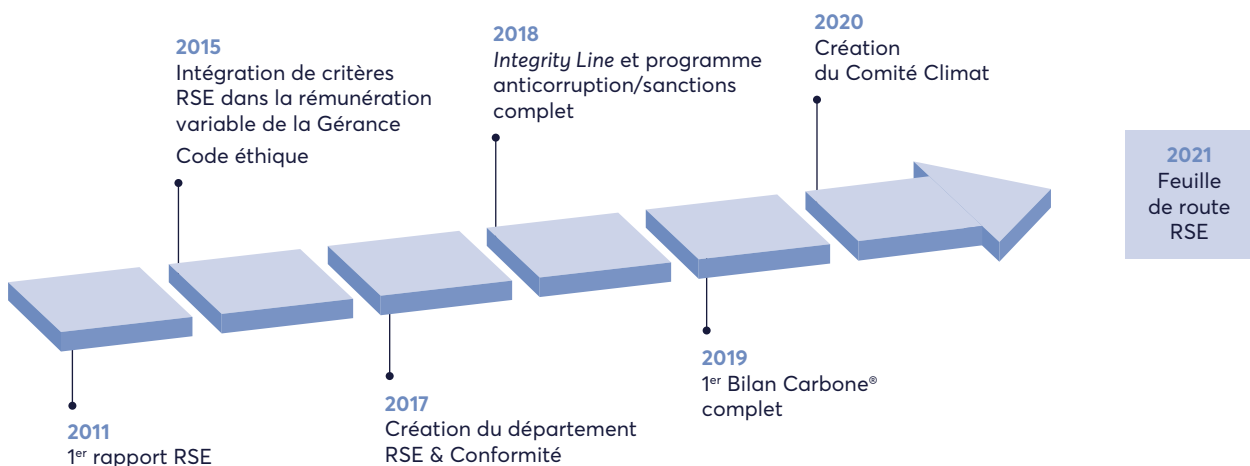 2011
1er rapport RSE
2015
Intégration de critères
RSE dans la rémunération
variable de la Gérance
Code éthique
2017
Création du département
RSE & Conformité
2018
Integrity Line et programme
anticorruption/sanctions
complet
2019
1er Bilan Carbone®
complet
2020
Création
du Comité Climat
2021
Feuille
de route
RSE